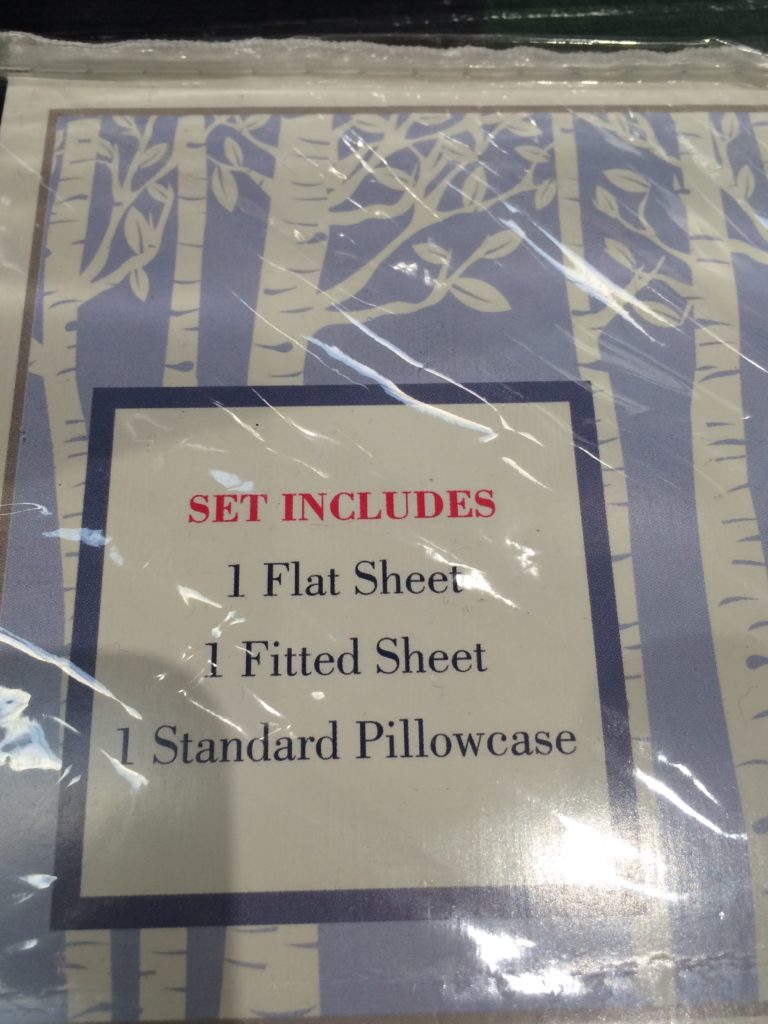 SET INCLUDES
1 Flat Sheet
1 Fitted Sheet
1 Standard Pillowcase